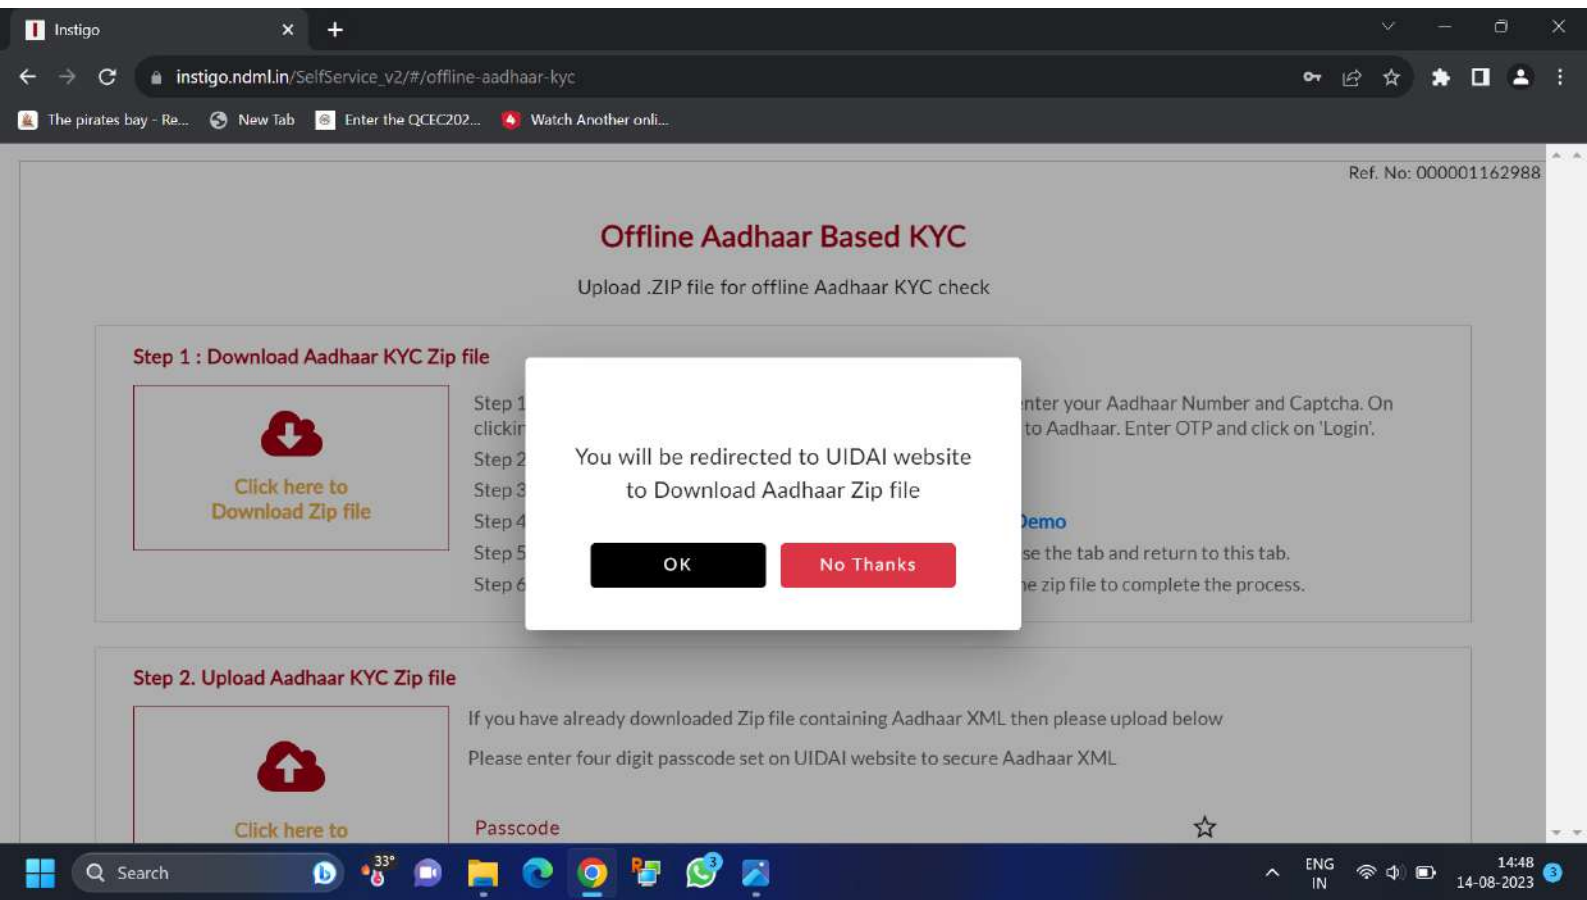 Instigo
instigo.ndml.in/SelfService_v2/#/offline-aadhaar-kyc
The pirates bay - Re...
New Tab
Enter the QCEC202...
Watch Another onli...
Ref. No: 000001162988
Offline Aadhaar Based KYC
Upload .ZIP file for offline Aadhaar KYC check
Step 1 : Download Aadhaar KYC Zip file
Click here to
Download Zip file
Step 1 enter your Aadhaar Number and Captcha. On
to Aadhaar. Enter OTP and click on 'Login'.
Step 2
Step 3
Step 4 Demo
Step 5 the tab and return to this tab.
Step 6 zip file to complete the process.
You will be redirected to UIDAI website
to Download Aadhaar Zip file
OK
No Thanks
Step 2. Upload Aadhaar KYC Zip file
If you have already downloaded Zip file containing Aadhaar XML then please upload below
Please enter four digit passcode set on UIDAI website to secure Aadhaar XML
Click here to
Passcode
Search
33°
3
ENG
IN
14:48
14-08-2023
3